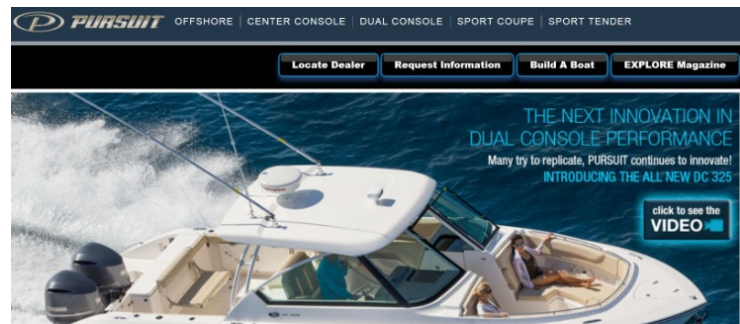 PURSUIT OFFSHORE | CENTER CONSOLE | DUAL CONSOLE | SPORT COUPE | SPORT TENDER
Locate Dealer Request Information Build A Boat EXPLORE Magazine
THE NEXT INNOVATION IN
DUAL CONSOLE PERFORMANCE
Many try to replicate, PURSUIT continues to innovate!
INTRODUCING THE ALL NEW DC 325
click to see the
VIDEO
YAMAHA